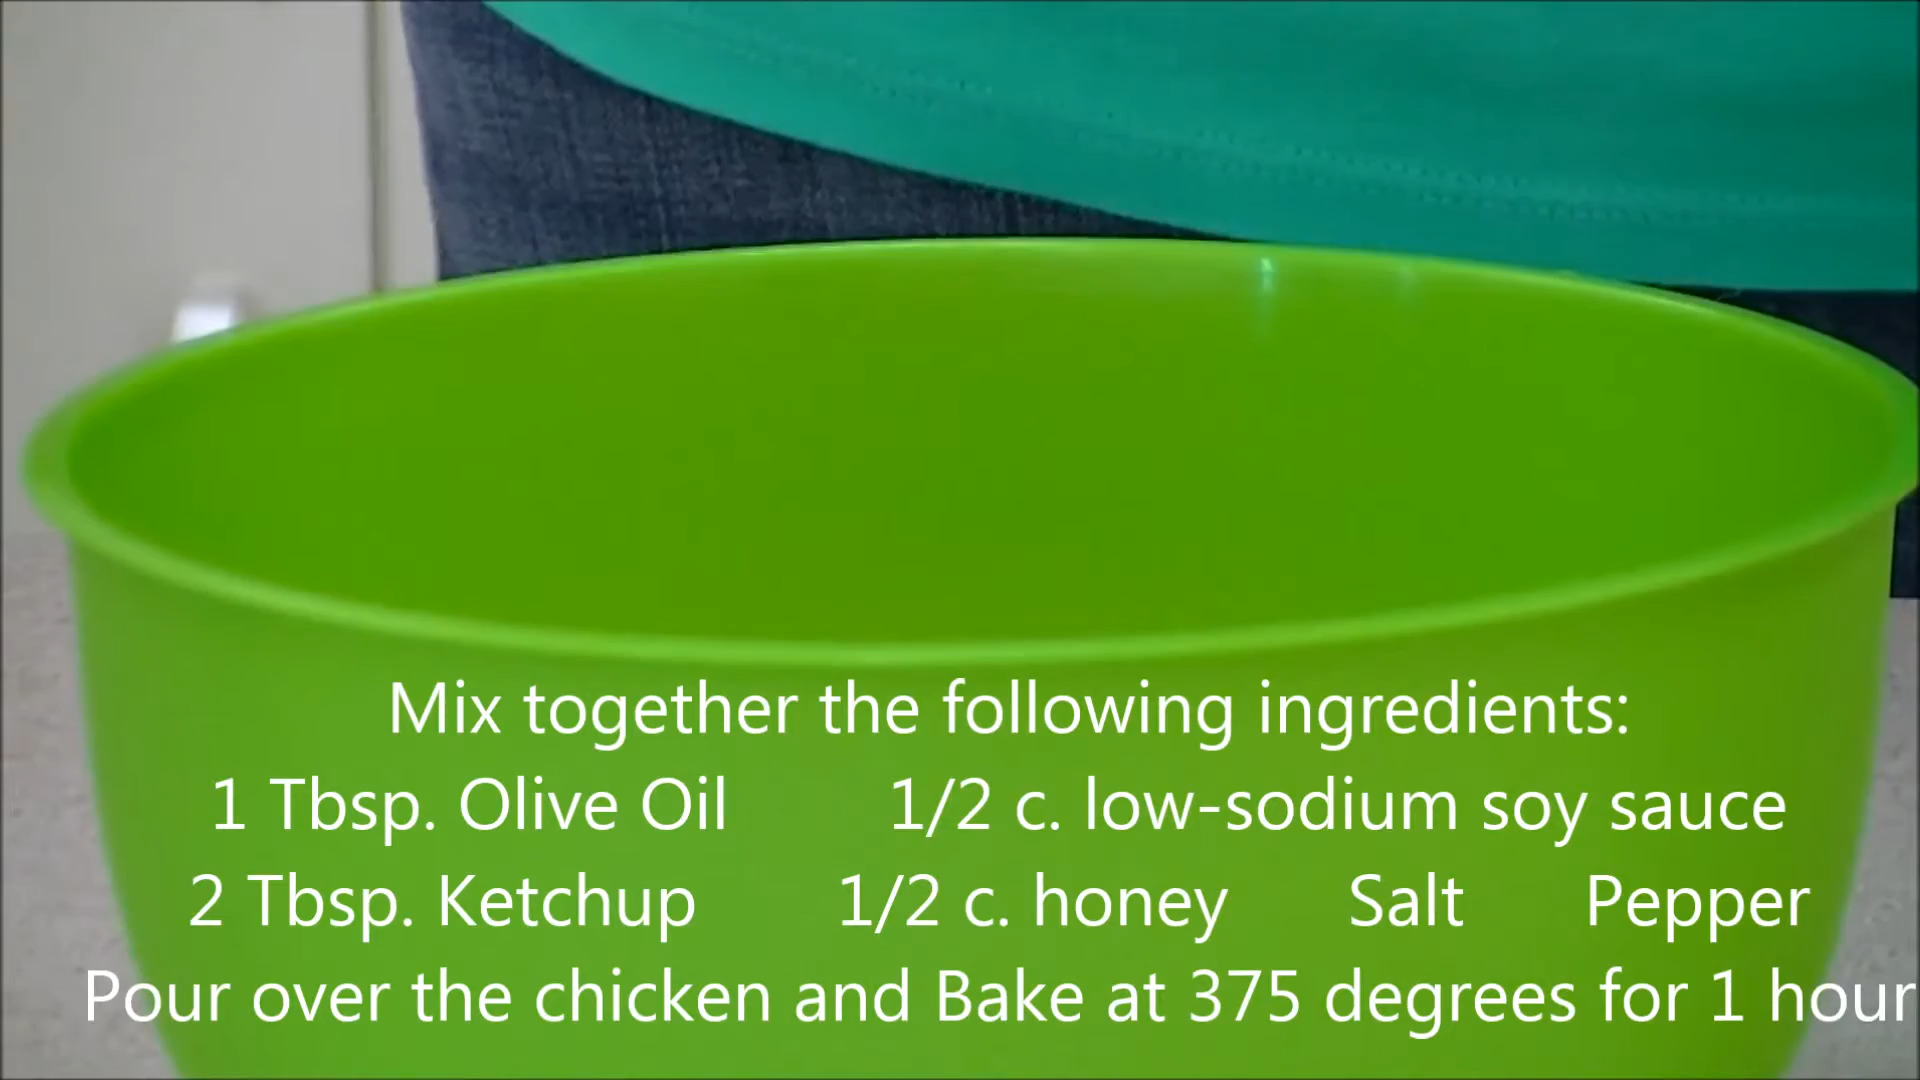 Mix together the following ingredients:
1 Tbsp. Olive Oil 1/2 c. low-sodium soy sauce
2 Tbsp. Ketchup 1/2 c. honey Salt Pepper
Pour over the chicken and Bake at 375 degrees for 1 hour